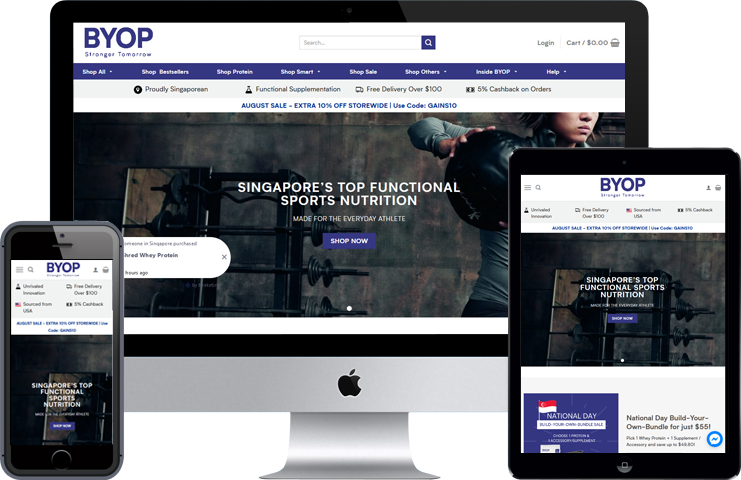 BYOP
Stronger Tomorrow
Search...
Login
Cart / $0.00
Shop All
Shop Bestsellers
Shop Protein
Shop Smart
Shop Sale
Shop Others
Inside BYOP
Help
Proudly Singaporean
Functional Supplementation
Free Delivery Over $100
5% Cashback on Orders
AUGUST SALE - EXTRA 10% OFF STOREWIDE | Use Code: GAINS10
SINGAPORE'S TOP FUNCTIONAL
SPORTS NUTRITION
MADE FOR THE EVERYDAY ATHLETE
SHOP NOW
omeone in Singapore purchased
hred Whey Protein
hours ago
BYOP
Stronger Tomorrow
Unrivaled
Innovation
Free Delivery
Over $100
Sourced from
USA
5% Cashback
AUGUST SALE - EXTRA 10% OFF STOREWIDE | Use
Code: GAINS10
SINGAPORE'S TOP
FUNCTIONAL
SPORTS
NUTRITION
MADE FOR THE EVERYDAY ATHLETE
SHOP NOW
BYOP
Stronger Tomorrow
Unrivaled
Innovation
Free Delivery
Over $100
Sourced from
USA
5% Cashback
AUGUST SALE - EXTRA 10% OFF STOREWIDE | Use Code: GAINS10
SINGAPORE'S TOP
FUNCTIONAL SPORTS
NUTRITION
MADE FOR THE EVERYDAY ATHLETE
SHOP NOW
NATIONAL DAY
BUILD-YOUR-OWN-BUNDLE SALE
CHOOSE 1 PROTEIN &
1 ACCESSORY/SUPPLEMENT
National Day Build-Your-
Own-Bundle for just $55!
Pick 1 Whey Protein + 1 Supplement /
Accessory and save up to $49.80!